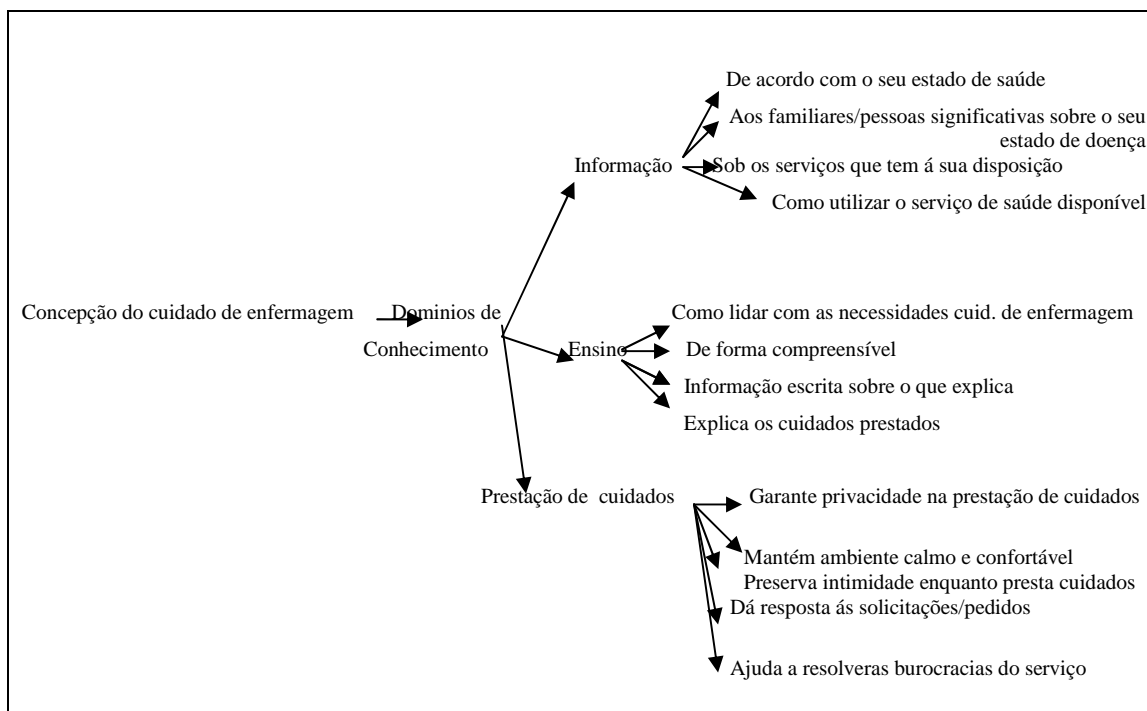 De acordo com o seu estado de saúde
Aos familiares/pessoas significativas sobre o seu
estado de doença
Informação
Sob os serviços que tem á sua disposição
Como utilizar o serviço de saúde disponível
Concepção do cuidado de enfermagem
Dominios de
Conhecimento
Como lidar com as necessidades cuid. de enfermagem
Ensino
De forma compreensível
Informação escrita sobre o que explica
Explica os cuidados prestados
Prestação de cuidados
Garante privacidade na prestação de cuidados
Mantém ambiente calmo e confortável
Preserva intimidade enquanto presta cuidados
Dá resposta ás solicitações/pedidos
Ajuda a resolveras burocracias do serviço